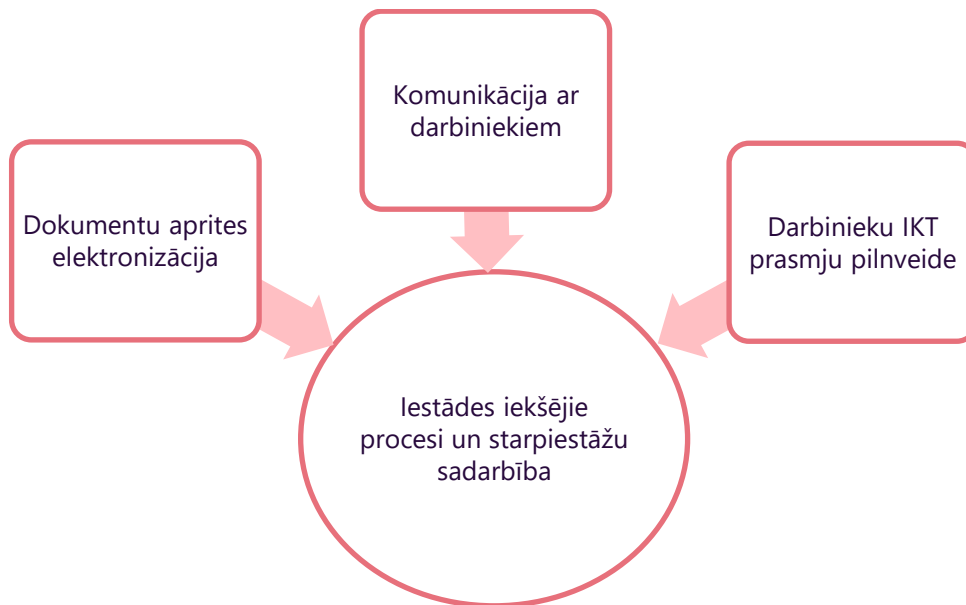 Komunikācija ar
darbiniekiem
Dokumentu aprites
elektronizācija
Darbinieku IKT
prasmju pilnveide
Iestādes iekšējie
procesi un starpiestāžu
sadarbība